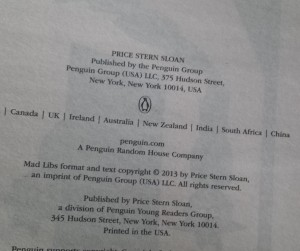 PRICE STERN SLOAN
Published by the Penguin Group
Penguin Group (USA) LLC, 375 Hudson Street,
New York, New York 10014, USA
| Canada | UK | Ireland | Australia | New Zealand | India | South Africa | China
penguin.com
A Penguin Random House Company
Mad Libs format and text copyright © 2013 by Price Stern Sloan,
an imprint of Penguin Group (USA) LLC. All rights reserved.
Published by Price Stern Sloan,
a division of Penguin Young Readers Group,
345 Hudson Street, New York, New York 10014.
Printed in the USA.
Penguin supports copyright.